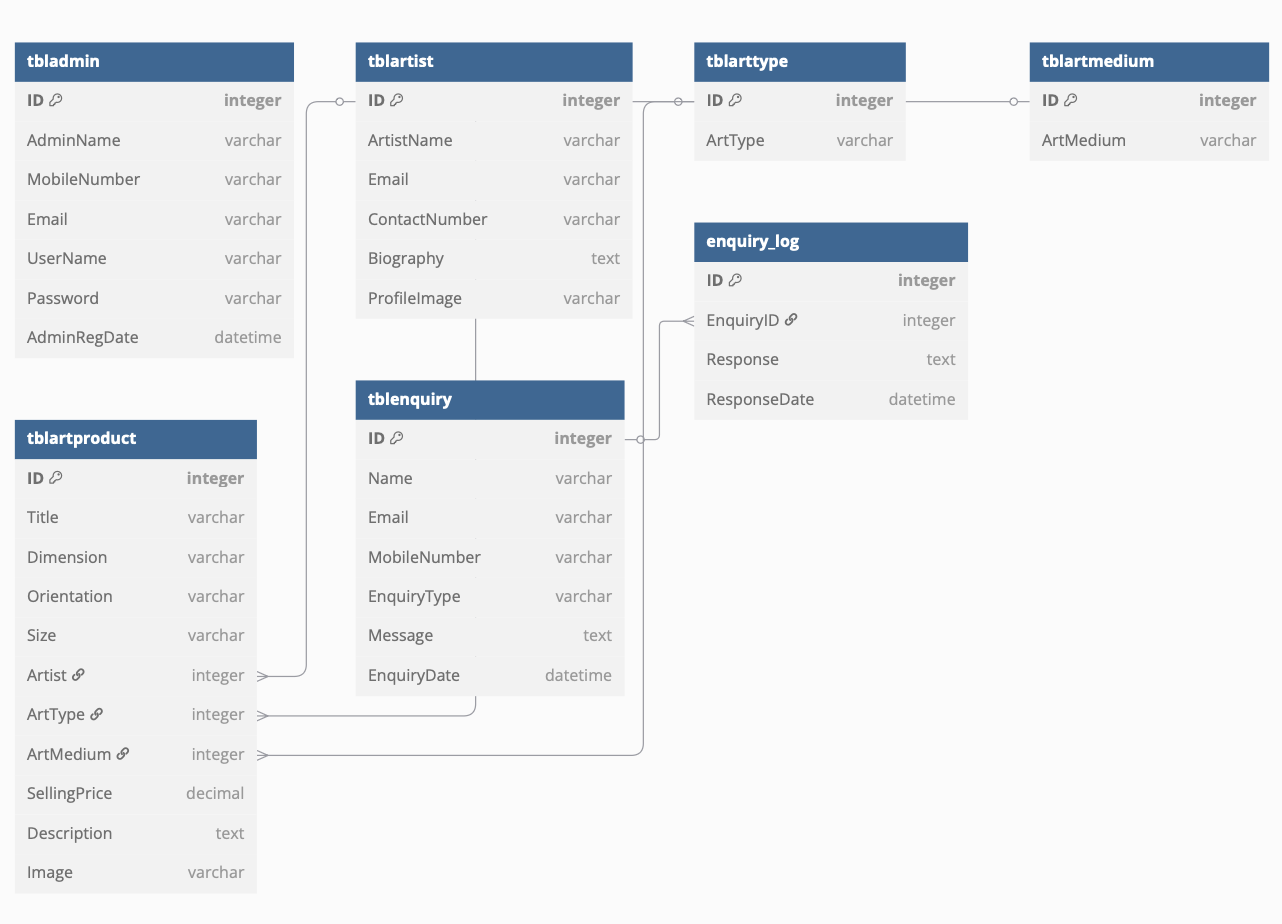 tbladmin
ID integer
AdminName varchar
MobileNumber varchar
Email varchar
UserName varchar
Password varchar
AdminRegDate datetime
tblartist
ID integer
ArtistName varchar
Email varchar
ContactNumber varchar
Biography text
ProfileImage varchar
tblarttype
ID integer
ArtType varchar
tblartmedium
ID integer
ArtMedium varchar
enquiry_log
ID integer
EnquiryID integer
Response text
ResponseDate datetime
tblenquiry
ID integer
Name varchar
Email varchar
MobileNumber varchar
EnquiryType varchar
Message text
EnquiryDate datetime
tblartproduct
ID integer
Title varchar
Dimension varchar
Orientation varchar
Size varchar
Artist integer
ArtType integer
ArtMedium integer
SellingPrice decimal
Description text
Image varchar